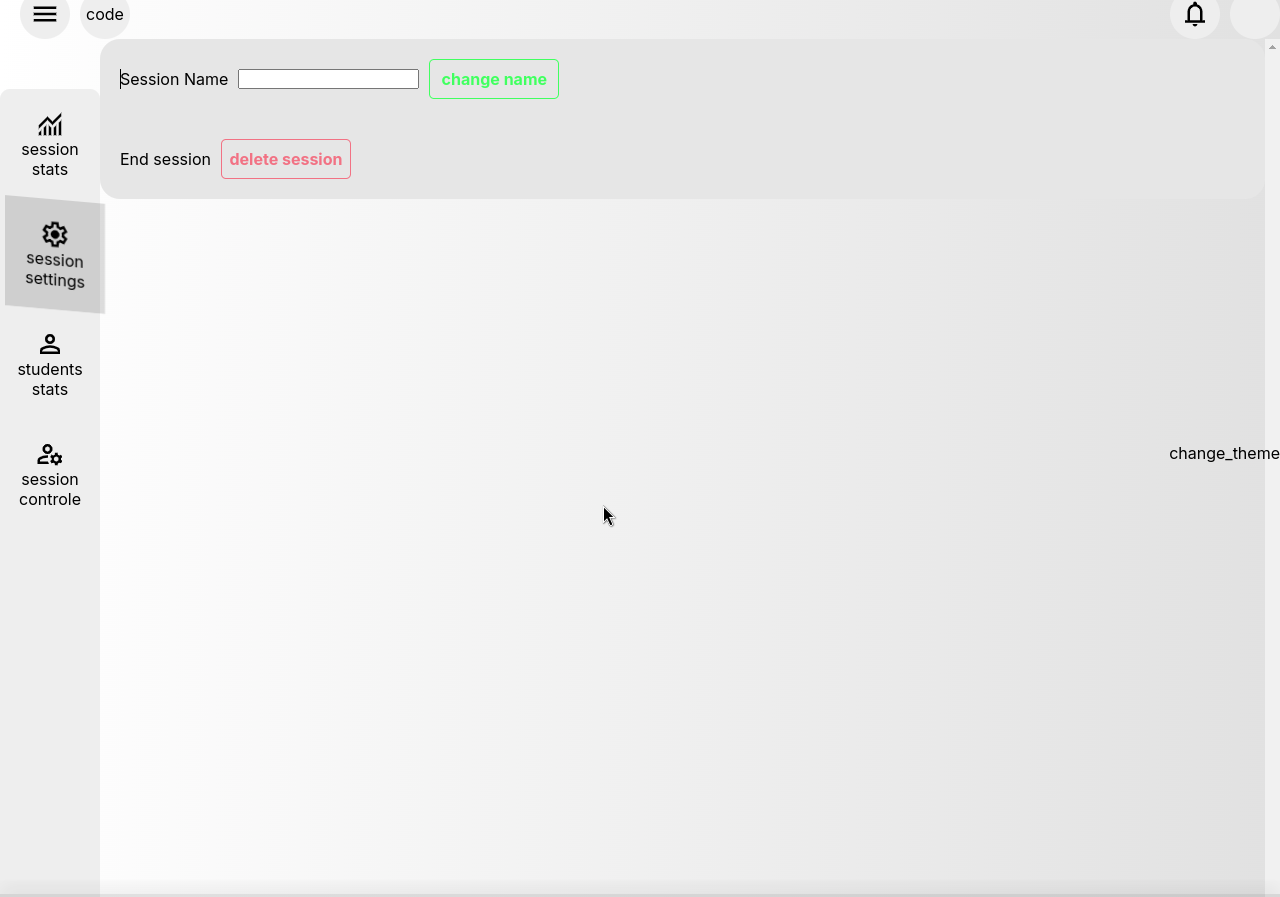 code
Session Name change name
End session delete session
session
stats
session
settings
students
stats
session
controle
change_theme